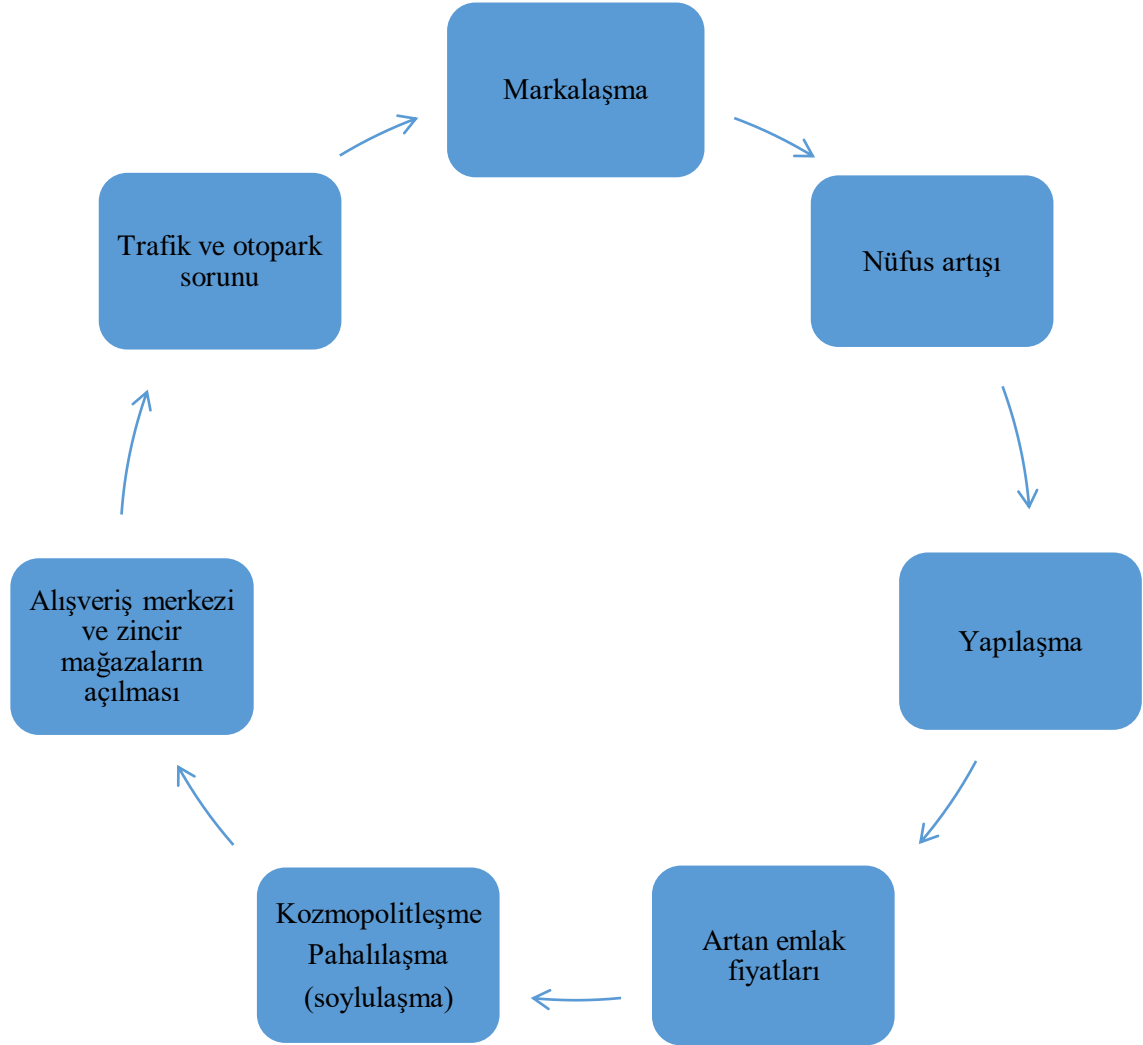 Markalaşma
Nüfus artışı
Yapılaşma
Artan emlak
fiyatları
Kozmopolitleşme
Pahalılaşma
(soylulaşma)
Alışveriş merkezi
ve zincir
mağazaların
açılması
Trafik ve otopark
sorunu